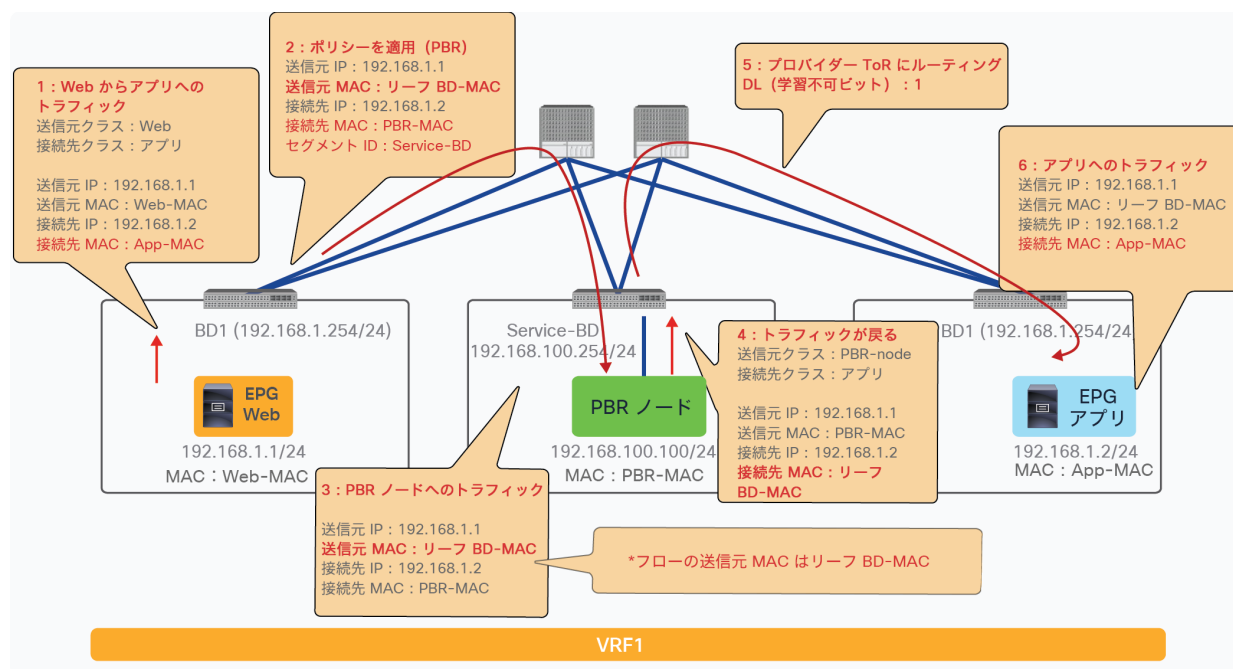 1：Web からアプリへの
トラフィック
送信元クラス：Web
接続先クラス：アプリ
送信元 IP：192.168.1.1
送信元 MAC：Web-MAC
接続先 IP：192.168.1.2
接続先 MAC：App-MAC
2：ポリシーを適用（PBR）
送信元 IP：192.168.1.1
送信元 MAC：リーフ BD-MAC
接続先 IP：192.168.1.2
接続先 MAC：PBR-MAC
セグメント ID：Service-BD
5：プロバイダー ToR にルーティング
DL（学習不可ビット）：1
6：アプリへのトラフィック
送信元 IP：192.168.1.1
送信元 MAC：リーフ BD-MAC
接続先 IP：192.168.1.2
接続先 MAC：App-MAC
BD1 (192.168.1.254/24)
EPG
Web
192.168.1.1/24
MAC：Web-MAC
Service-BD
192.168.100.254/24
PBR ノード
192.168.100.100/24
MAC：PBR-MAC
4：トラフィックが戻る
送信元クラス：PBR-node
接続先クラス：アプリ
送信元 IP：192.168.1.1
送信元 MAC：PBR-MAC
接続先 IP：192.168.1.2
接続先 MAC：リーフ
BD-MAC
BD1 (192.168.1.254/24)
EPG
アプリ
192.168.1.2/24
MAC：App-MAC
3：PBR ノードへのトラフィック
送信元 IP：192.168.1.1
送信元 MAC：リーフ BD-MAC
接続先 IP：192.168.1.2
接続先 MAC：PBR-MAC
*フローの送信元 MAC はリーフ BD-MAC
VRF1